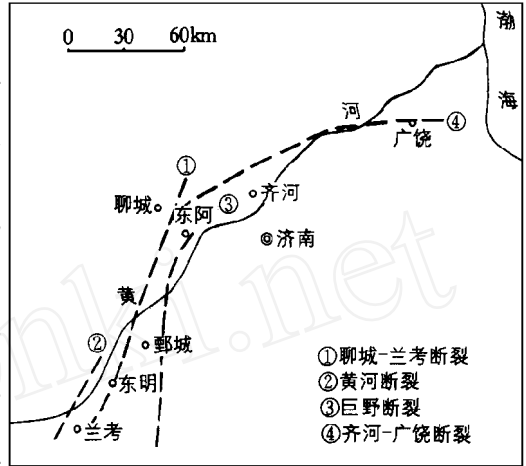 0 30 60km
渤
海
河
④
广饶
①
聊城
东阿
③
齐河
济南
黄
②
鄄城
东明
兰考
①聊城-兰考断裂
②黄河断裂
③巨野断裂
④齐河-广饶断裂
nki.net